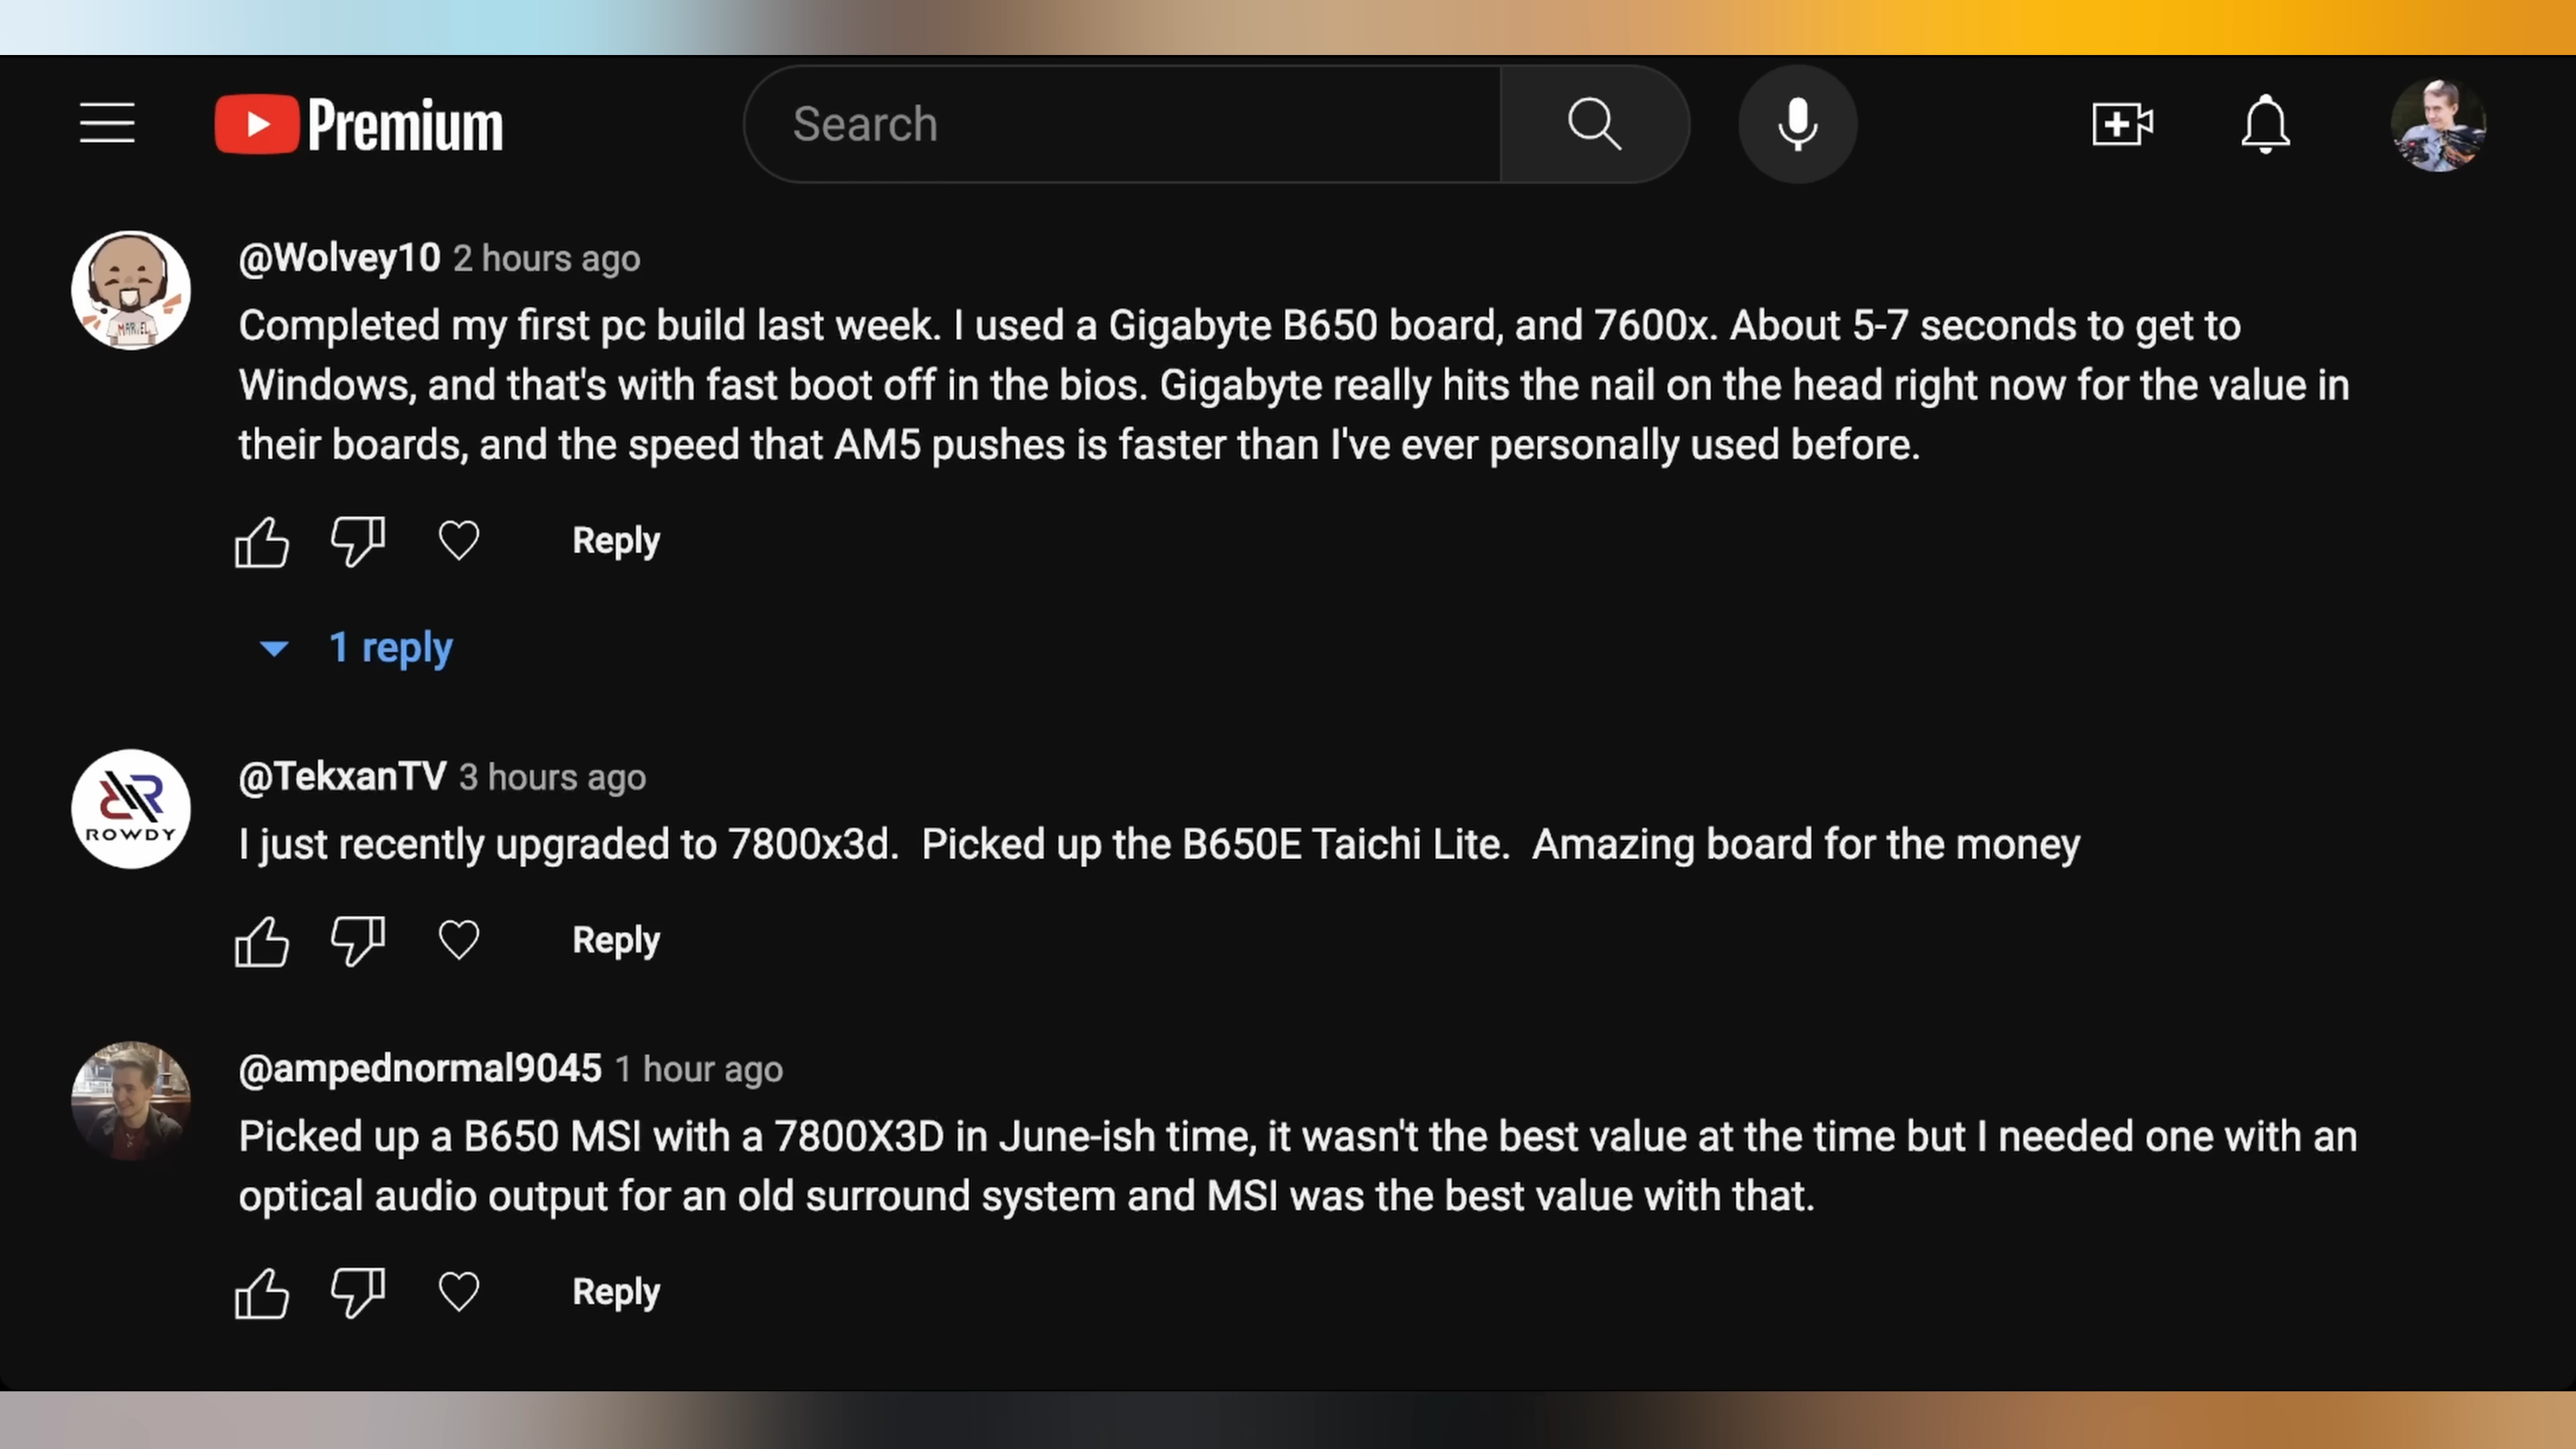 Premium
Search
@Wolvey10 2 hours ago
Completed my first pc build last week. I used a Gigabyte B650 board, and 7600x. About 5-7 seconds to get to
Windows, and that's with fast boot off in the bios. Gigabyte really hits the nail on the head right now for the value in
their boards, and the speed that AM5 pushes is faster than I've ever personally used before.
Reply
1 reply
ROWDY
@TekxanTV 3 hours ago
I just recently upgraded to 7800x3d.  Picked up the B650E Taichi Lite.  Amazing board for the money
Reply
@ampednormal9045 1 hour ago
Picked up a B650 MSI with a 7800X3D in June-ish time, it wasn't the best value at the time but I needed one with an
optical audio output for an old surround system and MSI was the best value with that.
Reply